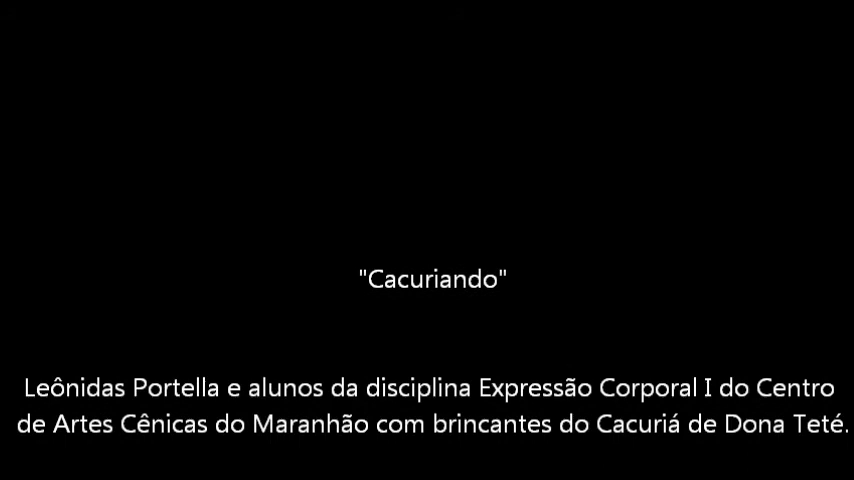 "Cacuriando"
Leônidas Portella e alunos da disciplina Expressão Corporal I do Centro
de Artes Cênicas do Maranhão com brincantes do Cacuriá de Dona Teté.